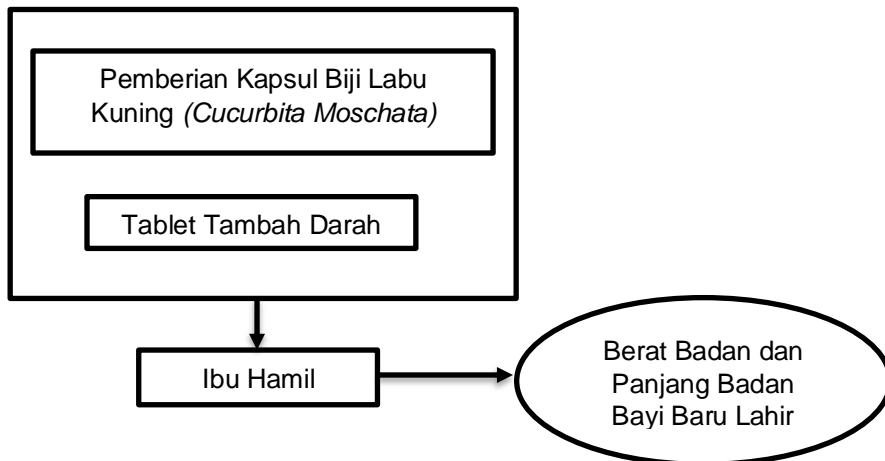 Pemberian Kapsul Biji Labu
Kuning (Cucurbita Moschata)
Tablet Tambah Darah
Ibu Hamil
Berat Badan dan
Panjang Badan
Bayi Baru Lahir